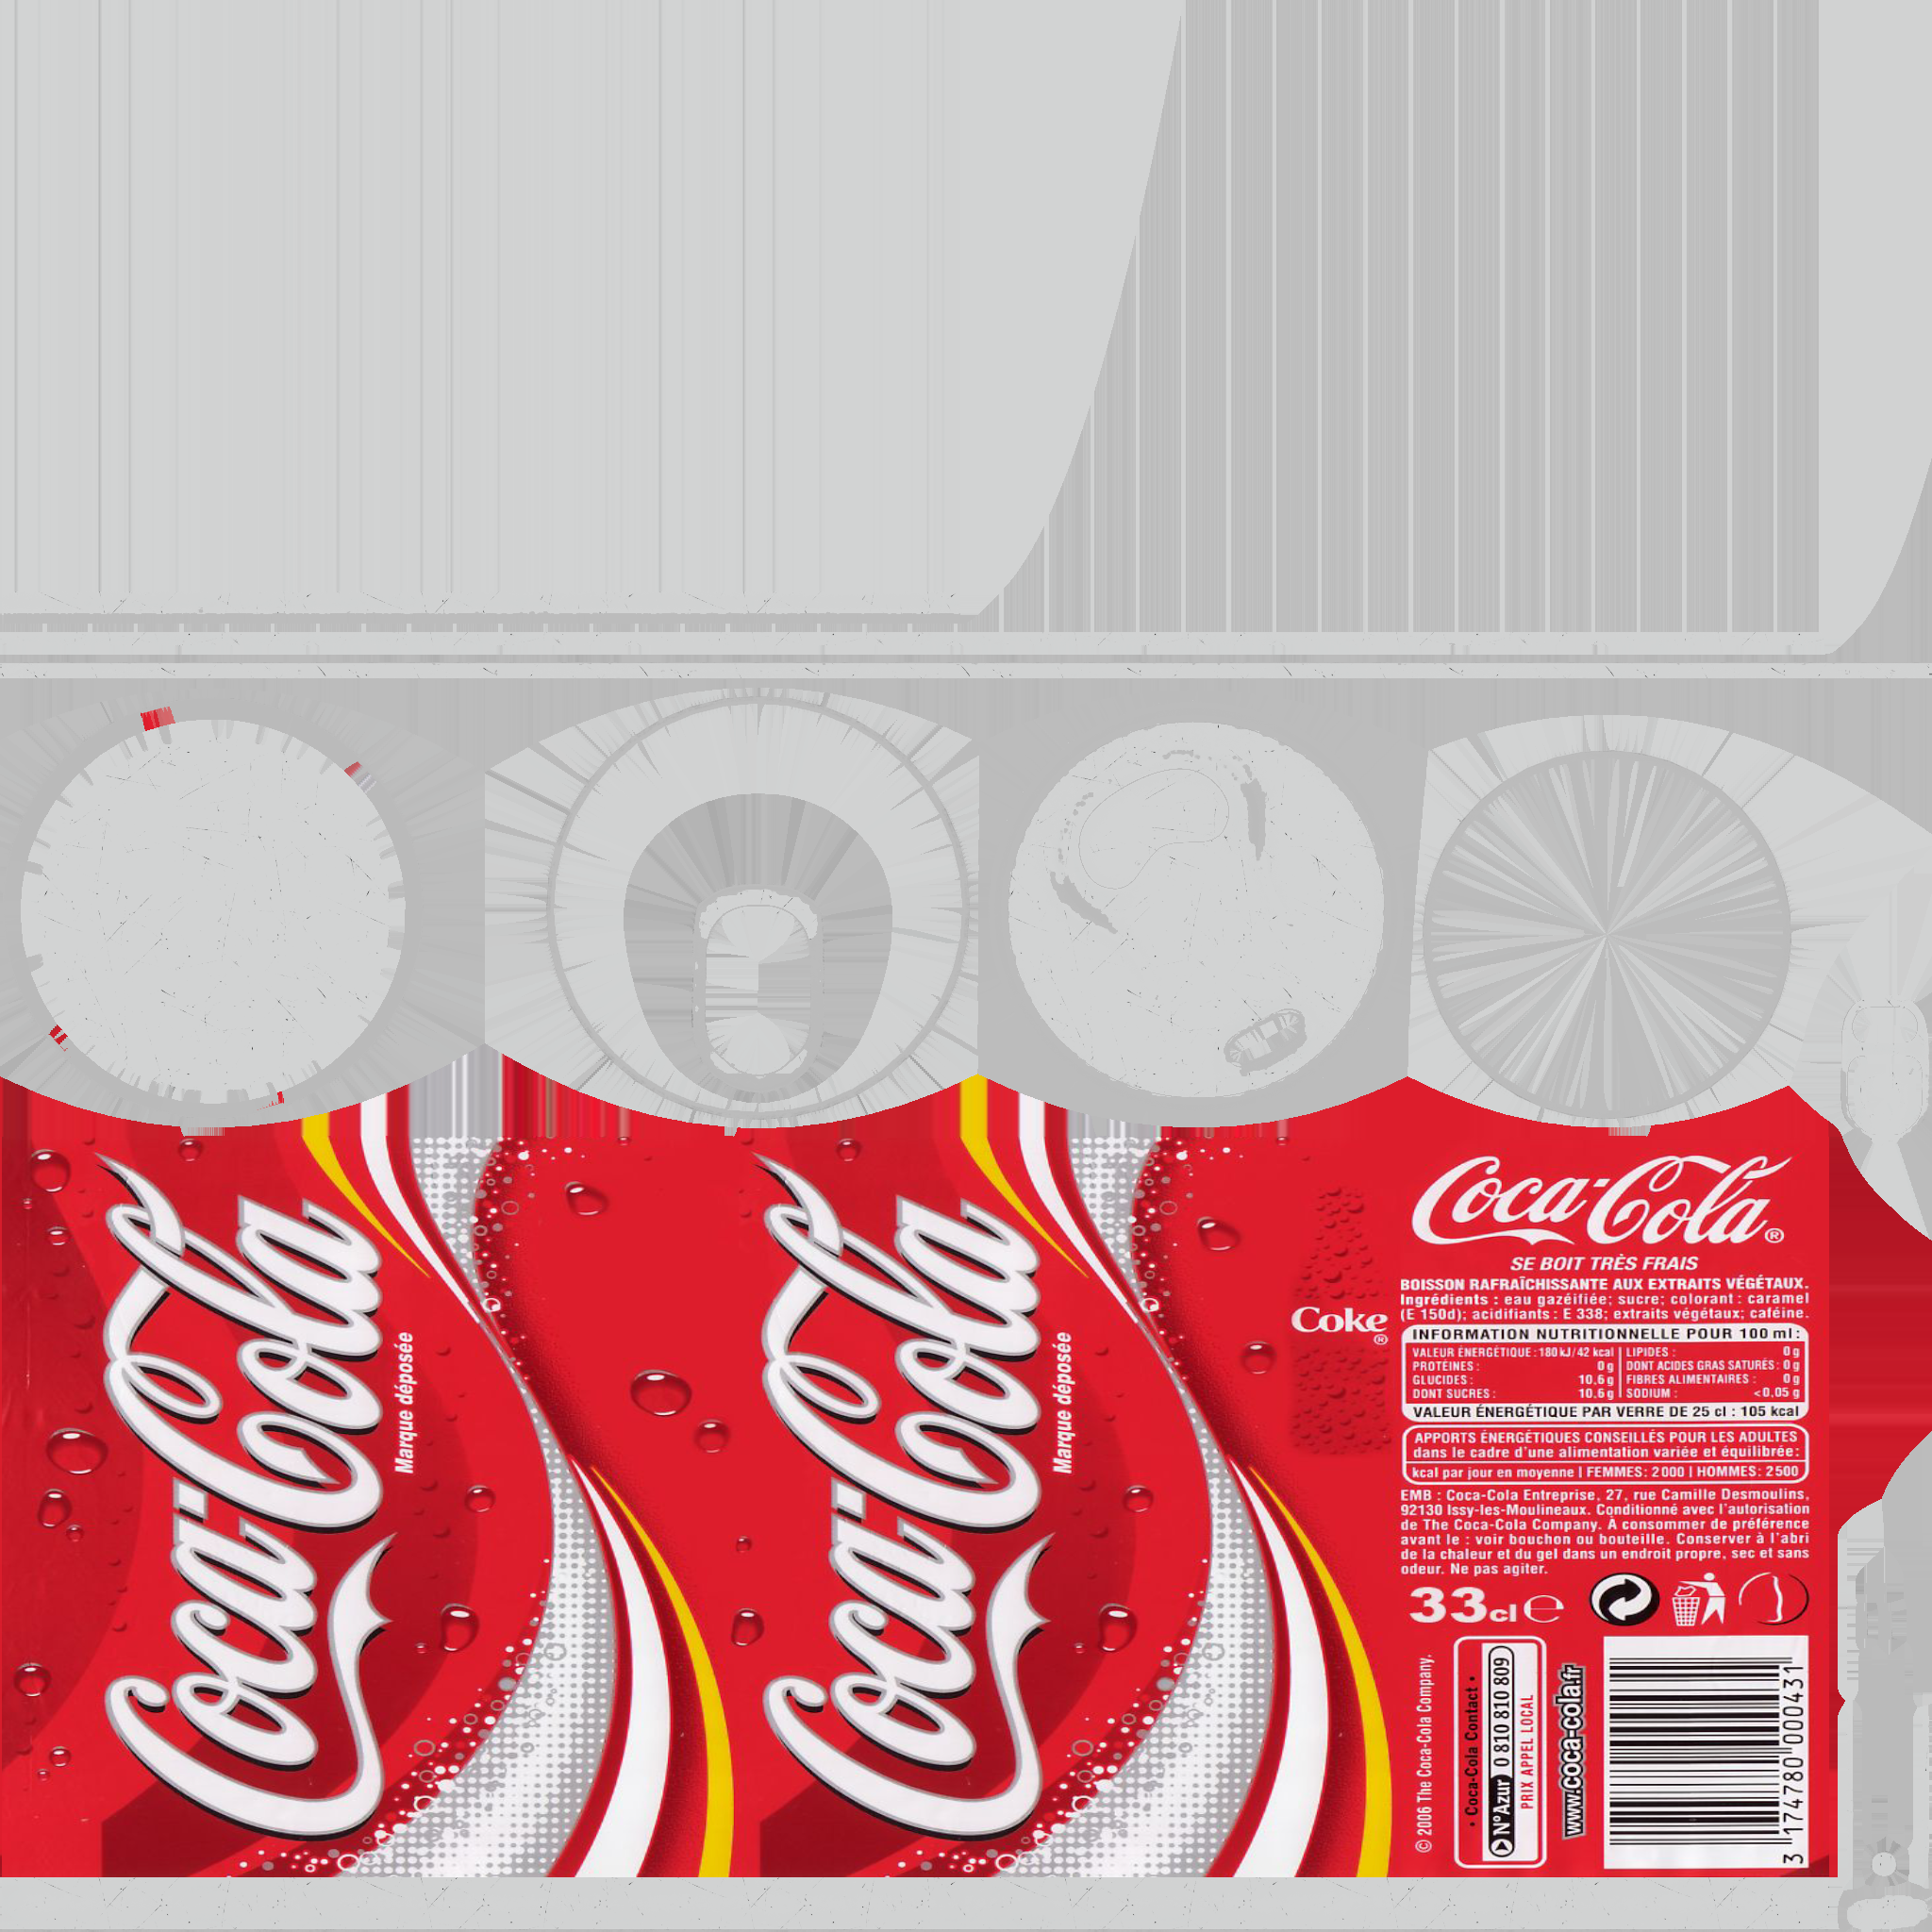 Coca-Cola
Marque déposée
Coca-Cola
Marque déposée
Coke
®
Coca-Cola®
SE BOIT TRÈS FRAIS
BOISSON RAFRAÎCHISSANTE AUX EXTRAITS VÉGÉTAUX.
Ingrédients : eau gazéifiée; sucre; colorant : caramel
(E 150d); acidifiants : E 338; extraits végétaux; caféine.
INFORMATION NUTRITIONNELLE POUR 100 ml :
VALEUR ÉNERGÉTIQUE : 180 kJ/42 kcal
PROTÉINES : 0 g
GLUCIDES : 10,6 g
DONT SUCRES : 10,6 g
LIPIDES : 0 g
DONT ACIDES GRAS SATURÉS : 0 g
FIBRES ALIMENTAIRES : 0 g
SODIUM : <0,05 g
VALEUR ÉNERGÉTIQUE PAR VERRE DE 25 cl : 105 kcal
APPORTS ÉNERGÉTIQUES CONSEILLÉS POUR LES ADULTES
dans le cadre d'une alimentation variée et équilibrée :
kcal par jour en moyenne | FEMMES : 2000 | HOMMES : 2500
EMB : Coca-Cola Entreprise, 27, rue Camille Desmoulins,
92130 Issy-les-Moulineaux. Conditionné avec l'autorisation
de The Coca-Cola Company. À consommer de préférence
avant le : voir bouchon ou bouteille. Conserver à l'abri
de la chaleur et du gel dans un endroit propre, sec et sans
odeur. Ne pas agiter.
33cl e
© 2006 The Coca-Cola Company.
• Coca-Cola Contact •
N°Azur 0 810 810 809
PRIX APPEL LOCAL
www.coca-cola.fr
3 174780 000431